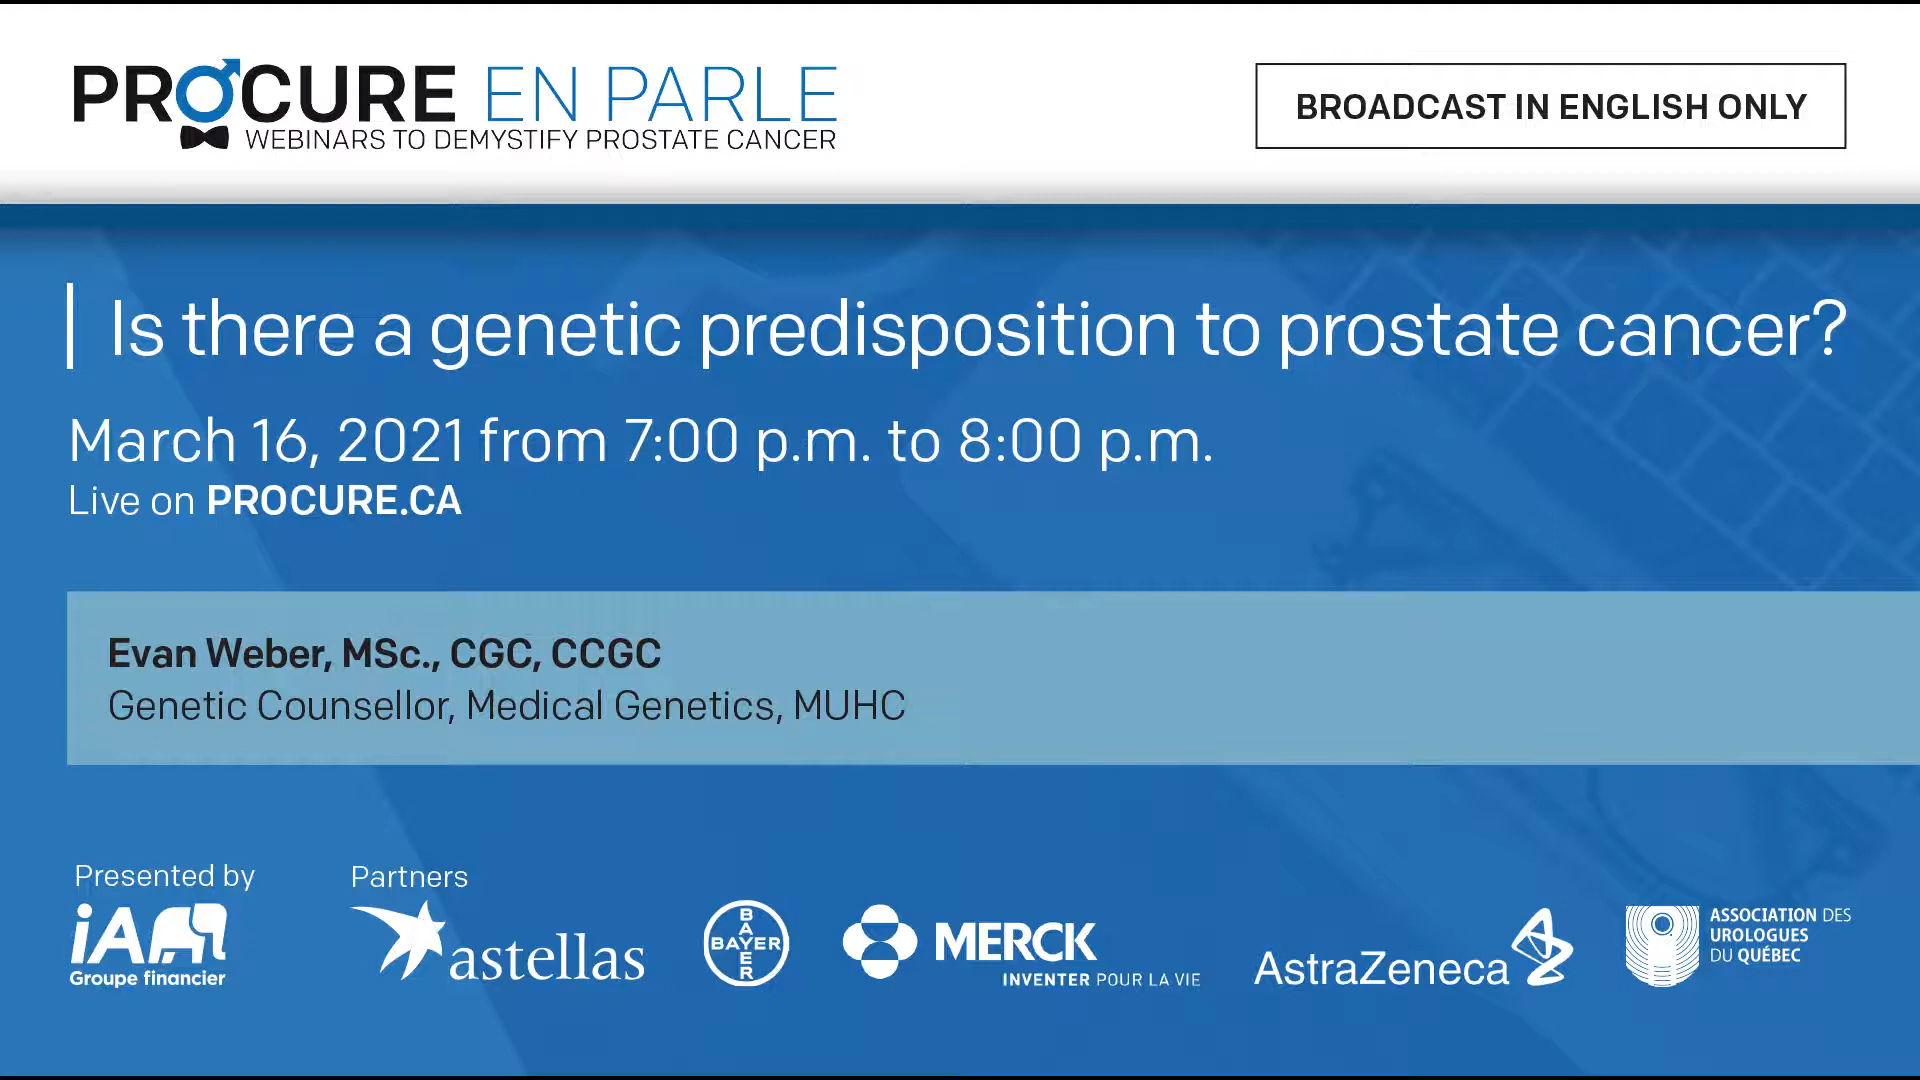 PROCURE EN PARLE
WEBINARS TO DEMYSTIFY PROSTATE CANCER
BROADCAST IN ENGLISH ONLY
Is there a genetic predisposition to prostate cancer?
March 16, 2021 from 7:00 p.m. to 8:00 p.m.
Live on PROCURE.CA
Evan Weber, MSc., CGC, CCGC
Genetic Counsellor, Medical Genetics, MUHC
Presented by
iA
Groupe financier
Partners
astellas
BAYER
BAYER
MERCK
INVENTER POUR LA VIE
AstraZeneca
ASSOCIATION DES
UROLOGUES
DU QUÉBEC